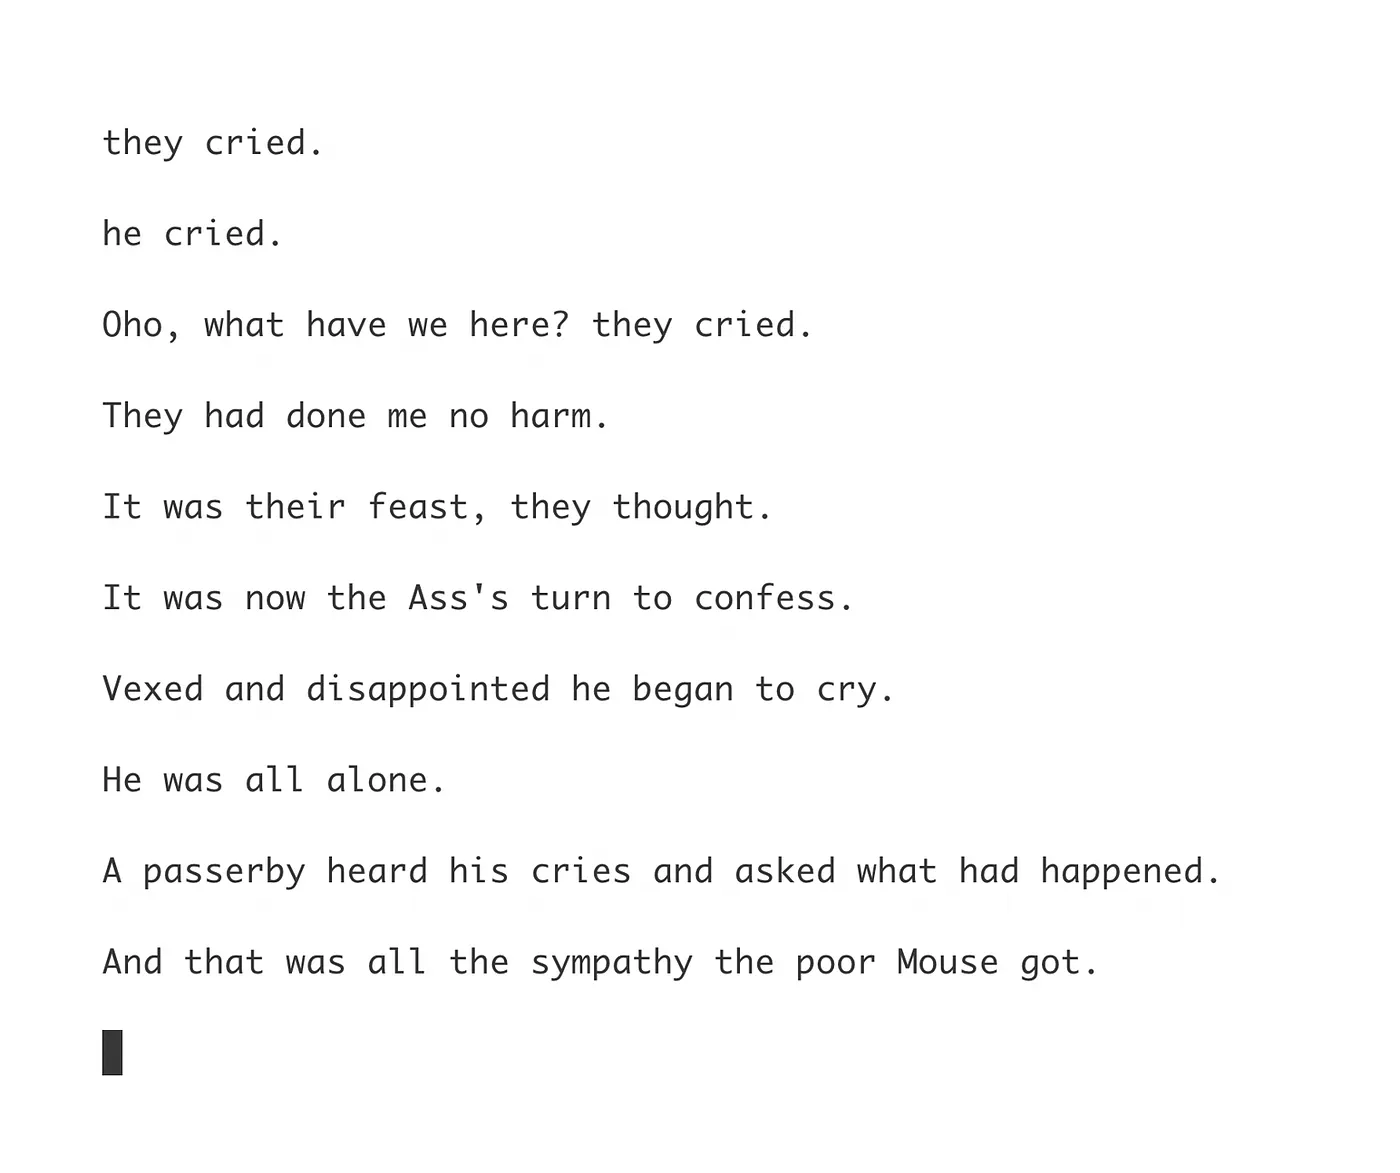 they cried.
he cried.
Oho, what have we here? they cried.
They had done me no harm.
It was their feast, they thought.
It was now the Ass's turn to confess.
Vexed and disappointed he began to cry.
He was all alone.
A passerby heard his cries and asked what had happened.
And that was all the sympathy the poor Mouse got.